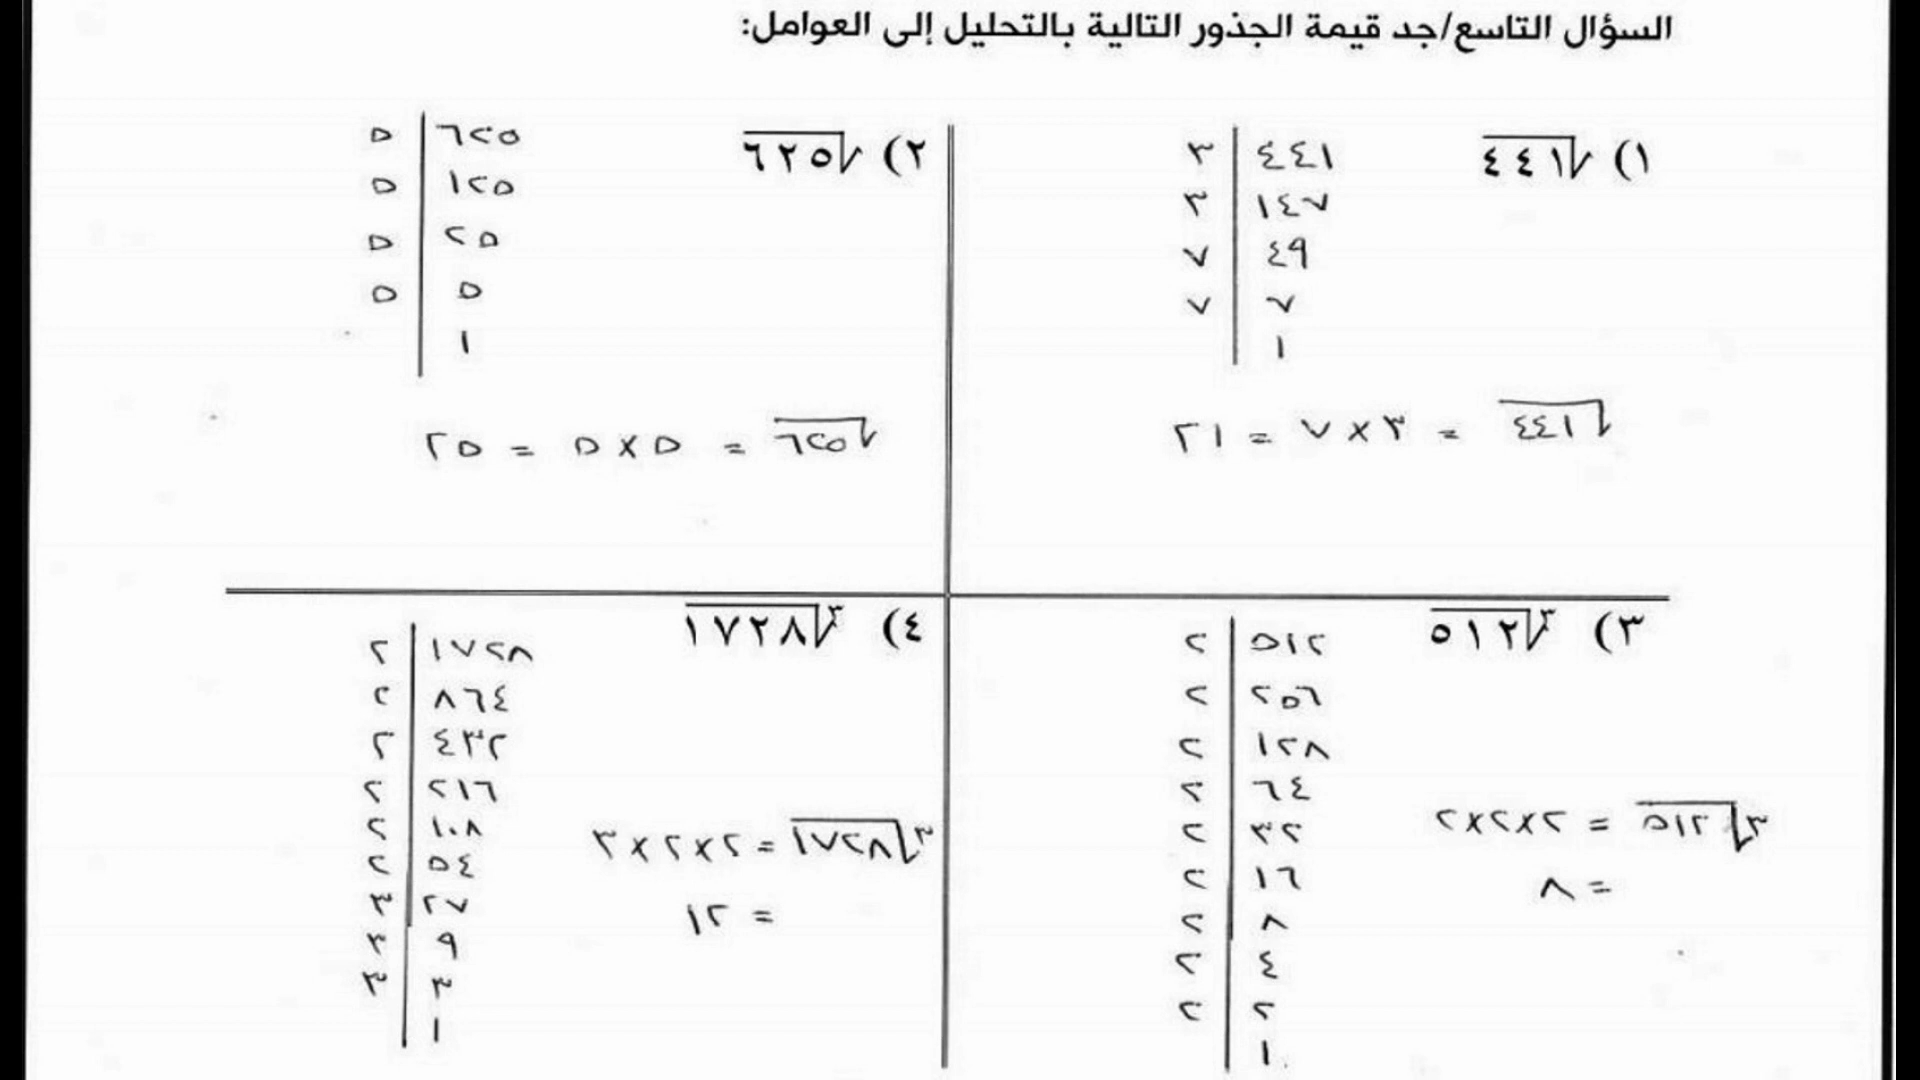 السؤال التاسع/جد قيمة الجذور التالية بالتحليل إلى العوامل:
١) √٤٤١
٤٤١ | ٣
١٤٧ | ٣
٤٩ | ٧
٧ | ٧
١
√٤٤١ = ٣ × ٧ = ٢١
٢) √٦٢٥
٦٢٥ | ٥
١٢٥ | ٥
٢٥ | ٥
٥ | ٥
١
√٦٢٥ = ٥ × ٥ = ٢٥
٣) ∛٥١٢
٥١٢ | ٢
٢٥٦ | ٢
١٢٨ | ٢
٦٤ | ٢
٣٢ | ٢
١٦ | ٢
٨ | ٢
٤ | ٢
٢ | ٢
١
∛٥١٢ = ٢×٢×٢
= ٨
٤) ∛١٧٢٨
١٧٢٨ | ٢
٨٦٤ | ٢
٤٣٢ | ٢
٢١٦ | ٢
١٠٨ | ٢
٥٤ | ٢
٢٧ | ٣
٩ | ٣
٣ | ٣
١
∛١٧٢٨ = ٢×٢×٣
= ١٢